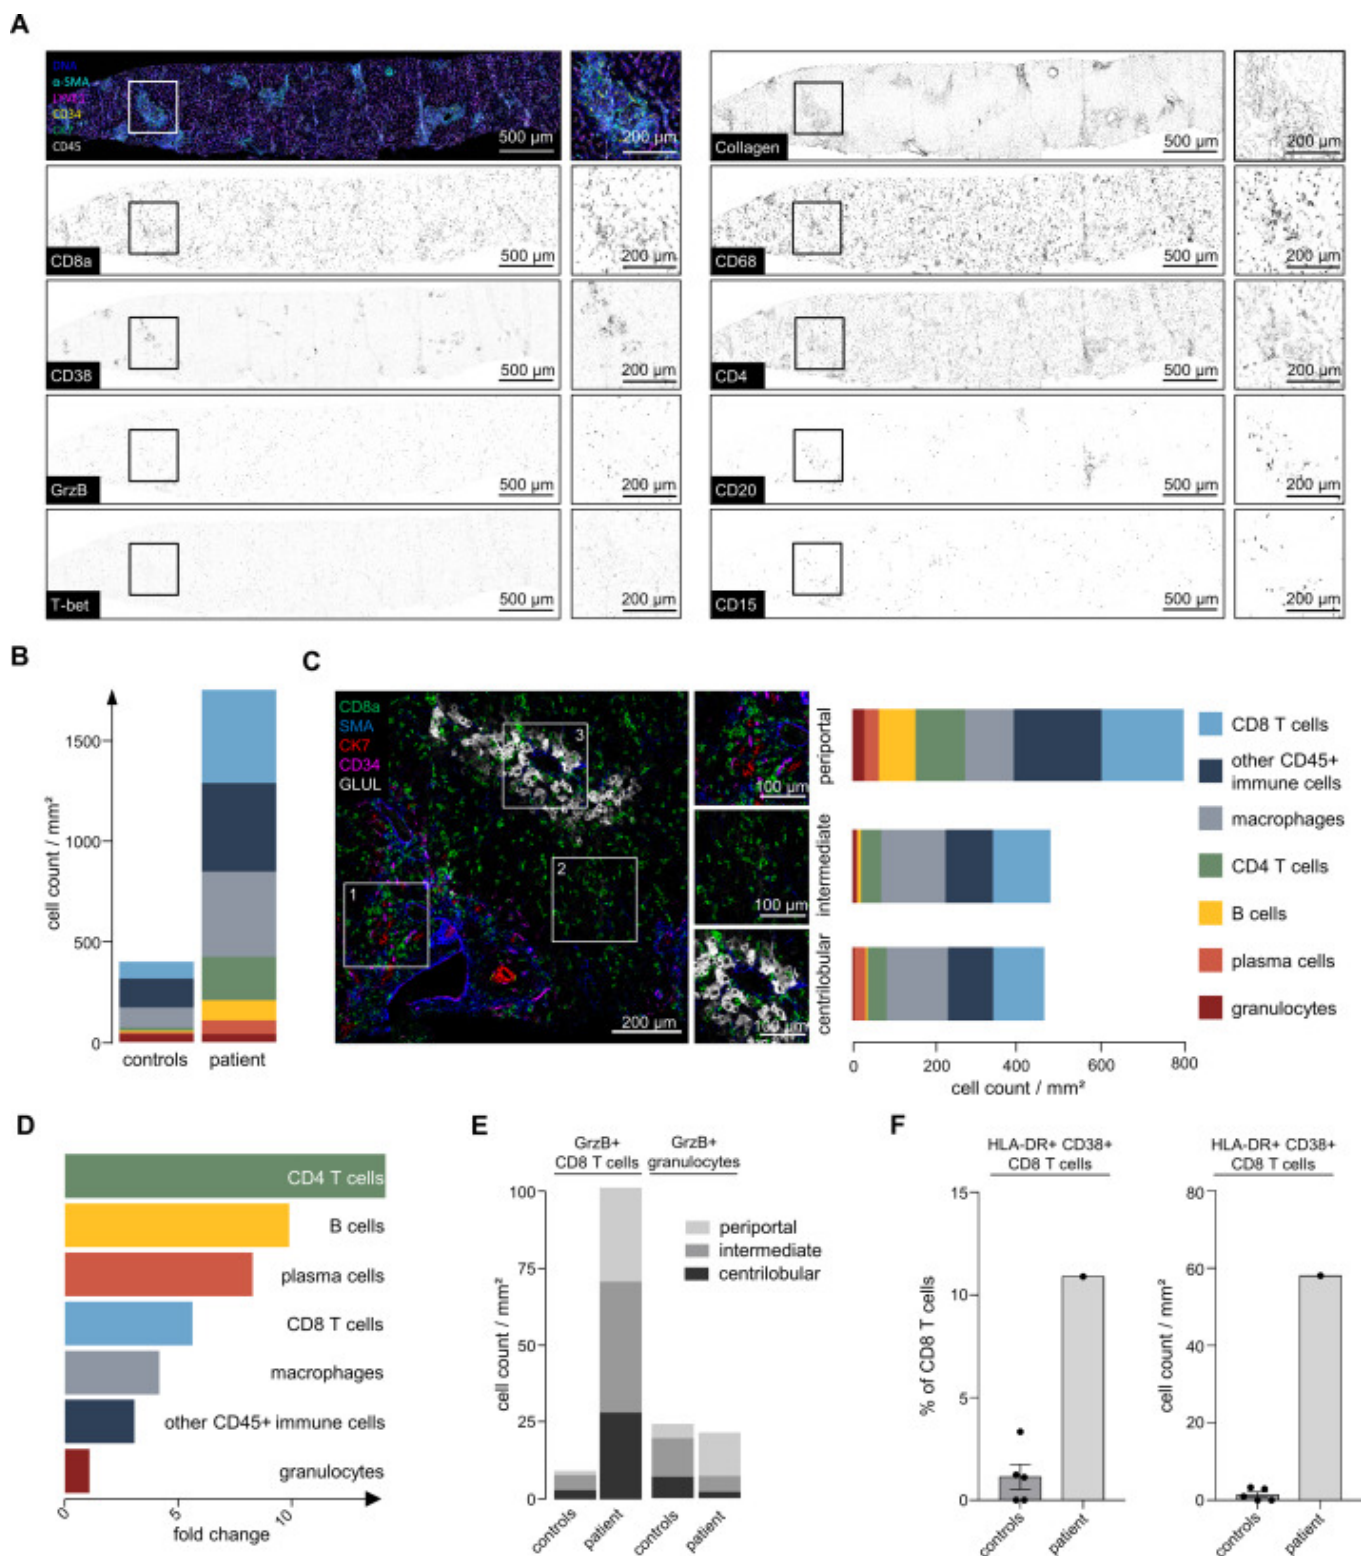 A
DNA
α-SMA
CD34
CD45
500 µm
200 µm
Collagen
500 µm
200 µm
CD8a
500 µm
200 µm
CD68
500 µm
200 µm
CD38
500 µm
200 µm
CD4
500 µm
200 µm
GrzB
500 µm
200 µm
CD20
500 µm
200 µm
T-bet
500 µm
200 µm
CD15
500 µm
200 µm
B
cell count / mm²
1500
1000
500
0
controls
patient
C
CD8a
SMA
CK7
CD34
GLUL
1
2
3
200 µm
100 µm
100 µm
100 µm
periportal
intermediate
centrilobular
0
200
400
600
800
cell count / mm²
CD8 T cells
other CD45+
immune cells
macrophages
CD4 T cells
B cells
plasma cells
granulocytes
D
CD4 T cells
B cells
plasma cells
CD8 T cells
macrophages
other CD45+ immune cells
granulocytes
0
5
10
fold change
E
GrzB+
CD8 T cells
GrzB+
granulocytes
cell count / mm²
100
75
50
25
0
periportal
intermediate
centrilobular
controls
patient
controls
patient
F
HLA-DR+ CD38+
CD8 T cells
% of CD8 T cells
15
10
5
0
controls
patient
HLA-DR+ CD38+
CD8 T cells
cell count / mm²
80
60
40
20
0
controls
patient